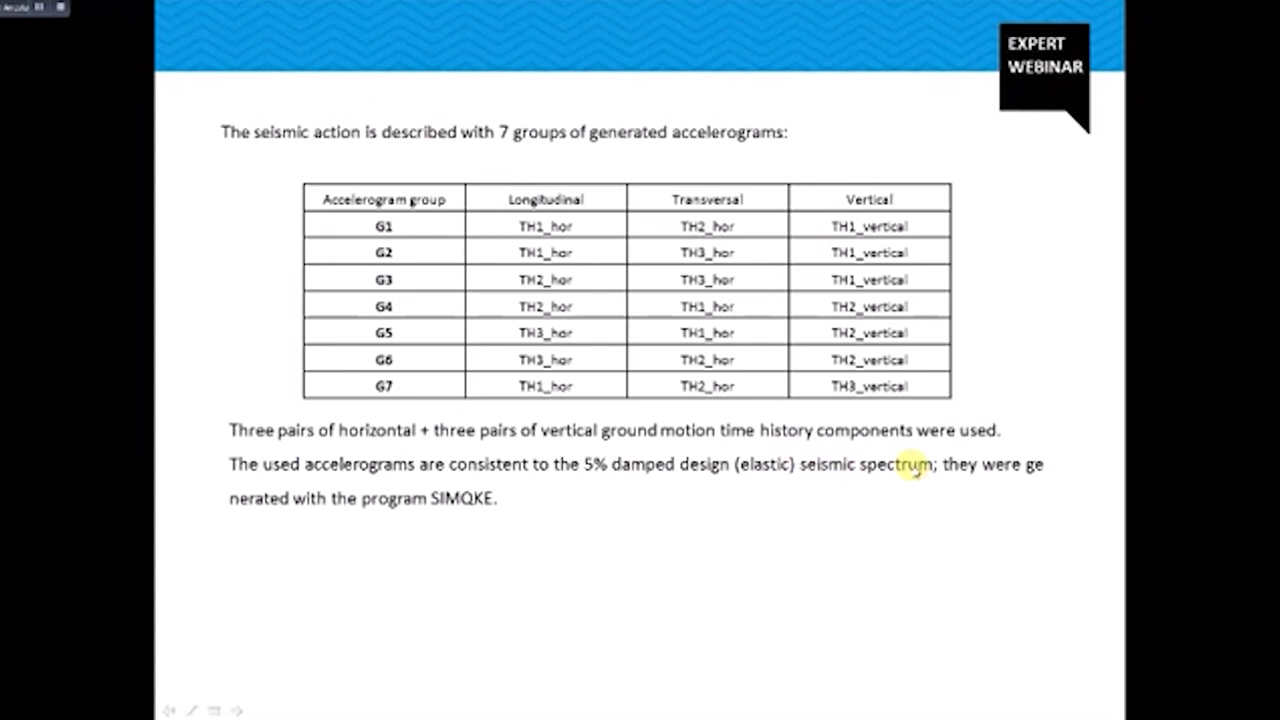 EXPERT
WEBINAR
The seismic action is described with 7 groups of generated accelerograms:
Accelerogram group Longitudinal Transversal Vertical
G1 TH1_hor TH2_hor TH1_vertical
G2 TH1_hor TH3_hor TH1_vertical
G3 TH2_hor TH3_hor TH1_vertical
G4 TH2_hor TH1_hor TH2_vertical
G5 TH3_hor TH1_hor TH2_vertical
G6 TH3_hor TH2_hor TH2_vertical
G7 TH1_hor TH2_hor TH3_vertical
Three pairs of horizontal + three pairs of vertical ground motion time history components were used.
The used accelerograms are consistent to the 5% damped design (elastic) seismic spectrum; they were ge
nerated with the program SIMQKE.